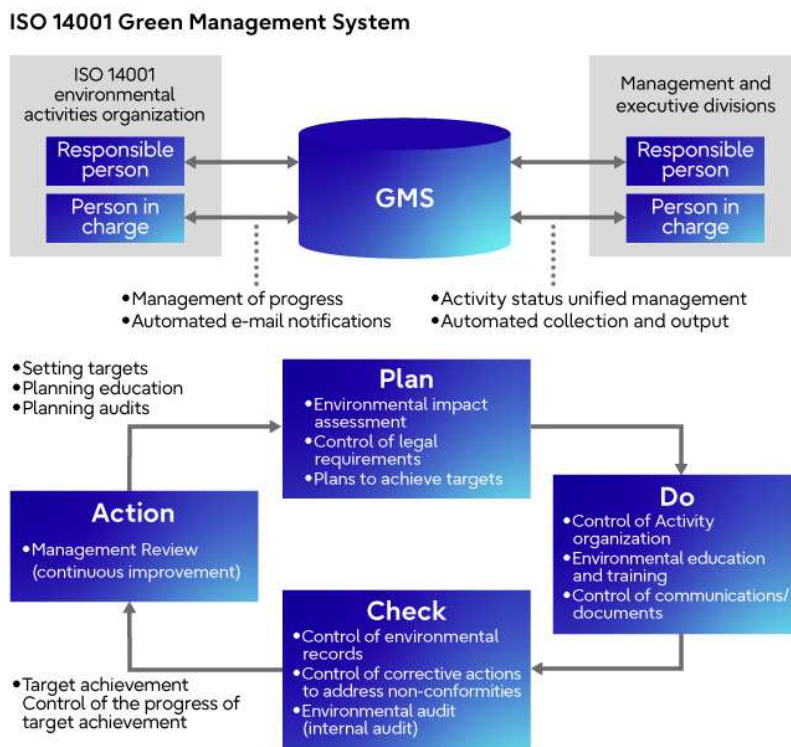 ISO 14001 Green Management System
ISO 14001
environmental
activities organization
Responsible
person
Person in
charge
GMS
Management and
executive divisions
Responsible
person
Person in
charge
•Management of progress
•Automated e-mail notifications
•Activity status unified management
•Automated collection and output
•Setting targets
•Planning education
•Planning audits
Plan
•Environmental impact
assessment
•Control of legal
requirements
•Plans to achieve targets
Do
•Control of Activity
organization
•Environmental education
and training
•Control of communications/
documents
Check
•Control of environmental
records
•Control of corrective actions
to address non-conformities
•Environmental audit
(internal audit)
Action
•Management Review
(continuous improvement)
•Target achievement
Control of the progress of
target achievement